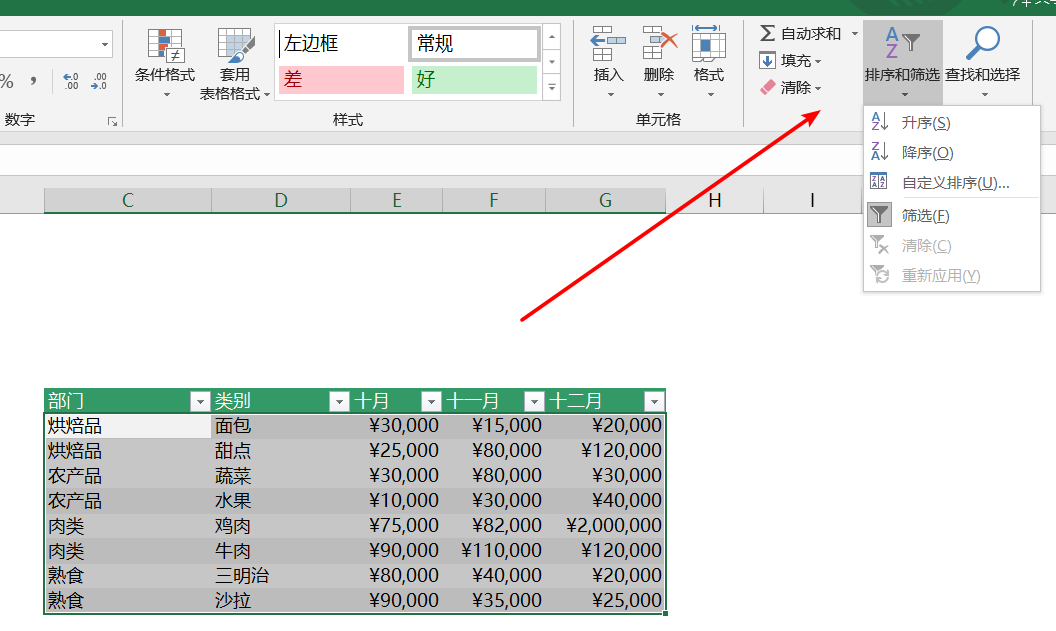 左边框 常规 自动求和
% , 条件格式 套用 差 好 插入 删除 格式 填充 排序和筛选 查找和选择
.00 .0 表格格式 清除
数字 样式 单元格
升序(S)
降序(O)
自定义排序(U)...
C D E F G H I
筛选(F)
清除(C)
重新应用(Y)
部门 类别 十月 十一月 十二月
烘焙品 面包 ¥30,000 ¥15,000 ¥20,000
烘焙品 甜点 ¥25,000 ¥80,000 ¥120,000
农产品 蔬菜 ¥30,000 ¥80,000 ¥30,000
农产品 水果 ¥10,000 ¥30,000 ¥40,000
肉类 鸡肉 ¥75,000 ¥82,000 ¥2,000,000
肉类 牛肉 ¥90,000 ¥110,000 ¥120,000
熟食 三明治 ¥80,000 ¥40,000 ¥20,000
熟食 沙拉 ¥90,000 ¥35,000 ¥25,000